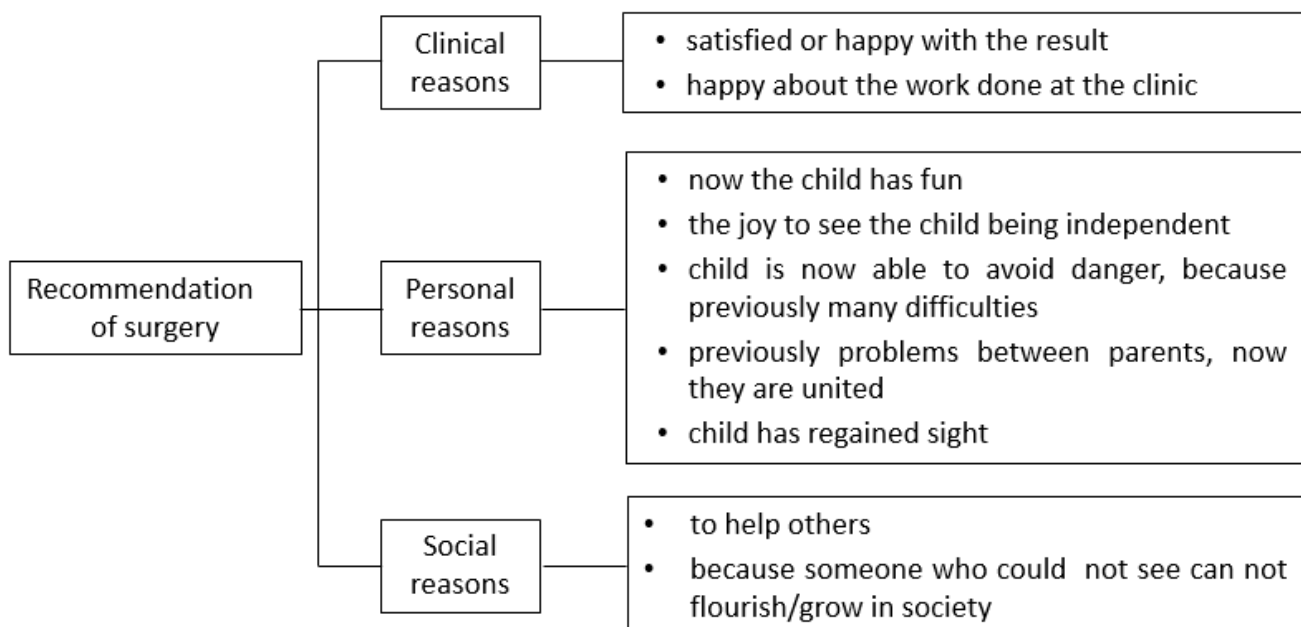 Recommendation
of surgery
Clinical
reasons
• satisfied or happy with the result
• happy about the work done at the clinic
Personal
reasons
• now the child has fun
• the joy to see the child being independent
• child is now able to avoid danger, because
previously many difficulties
• previously problems between parents, now
they are united
• child has regained sight
Social
reasons
• to help others
• because someone who could not see can not
flourish/grow in society